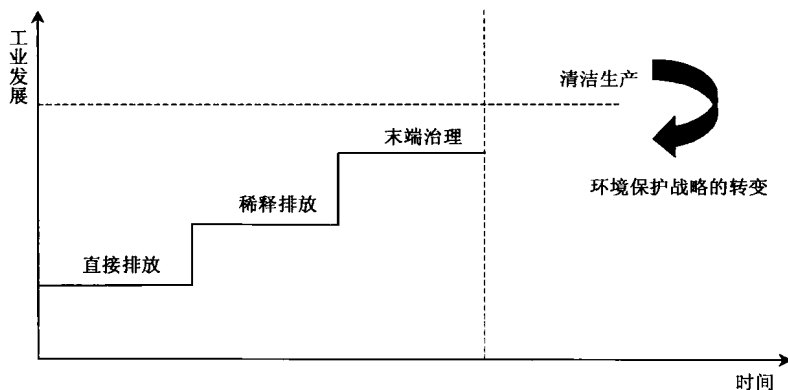 工业发展
清洁生产
末端治理
环境保护战略的转变
稀释排放
直接排放
时间